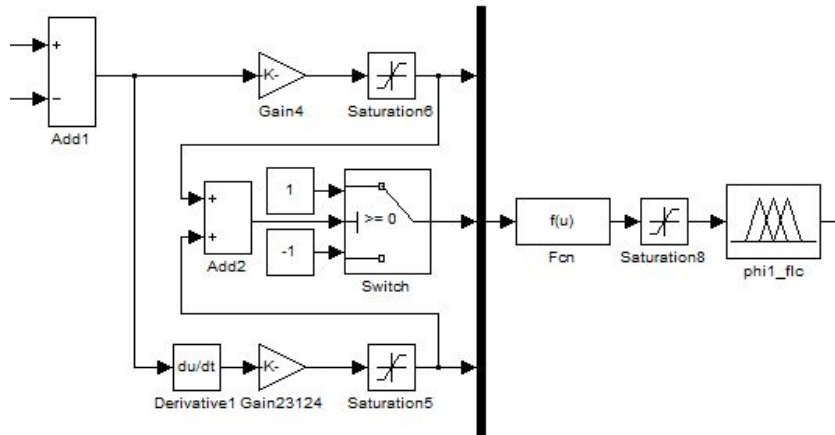 +
−
Add1
K-
Gain4
Saturation6
+
+
Add2
1
>= 0
-1
Switch
f(u)
Fcn
Saturation8
phi1_flc
du/dt
Derivative1
K-
Gain23124
Saturation5